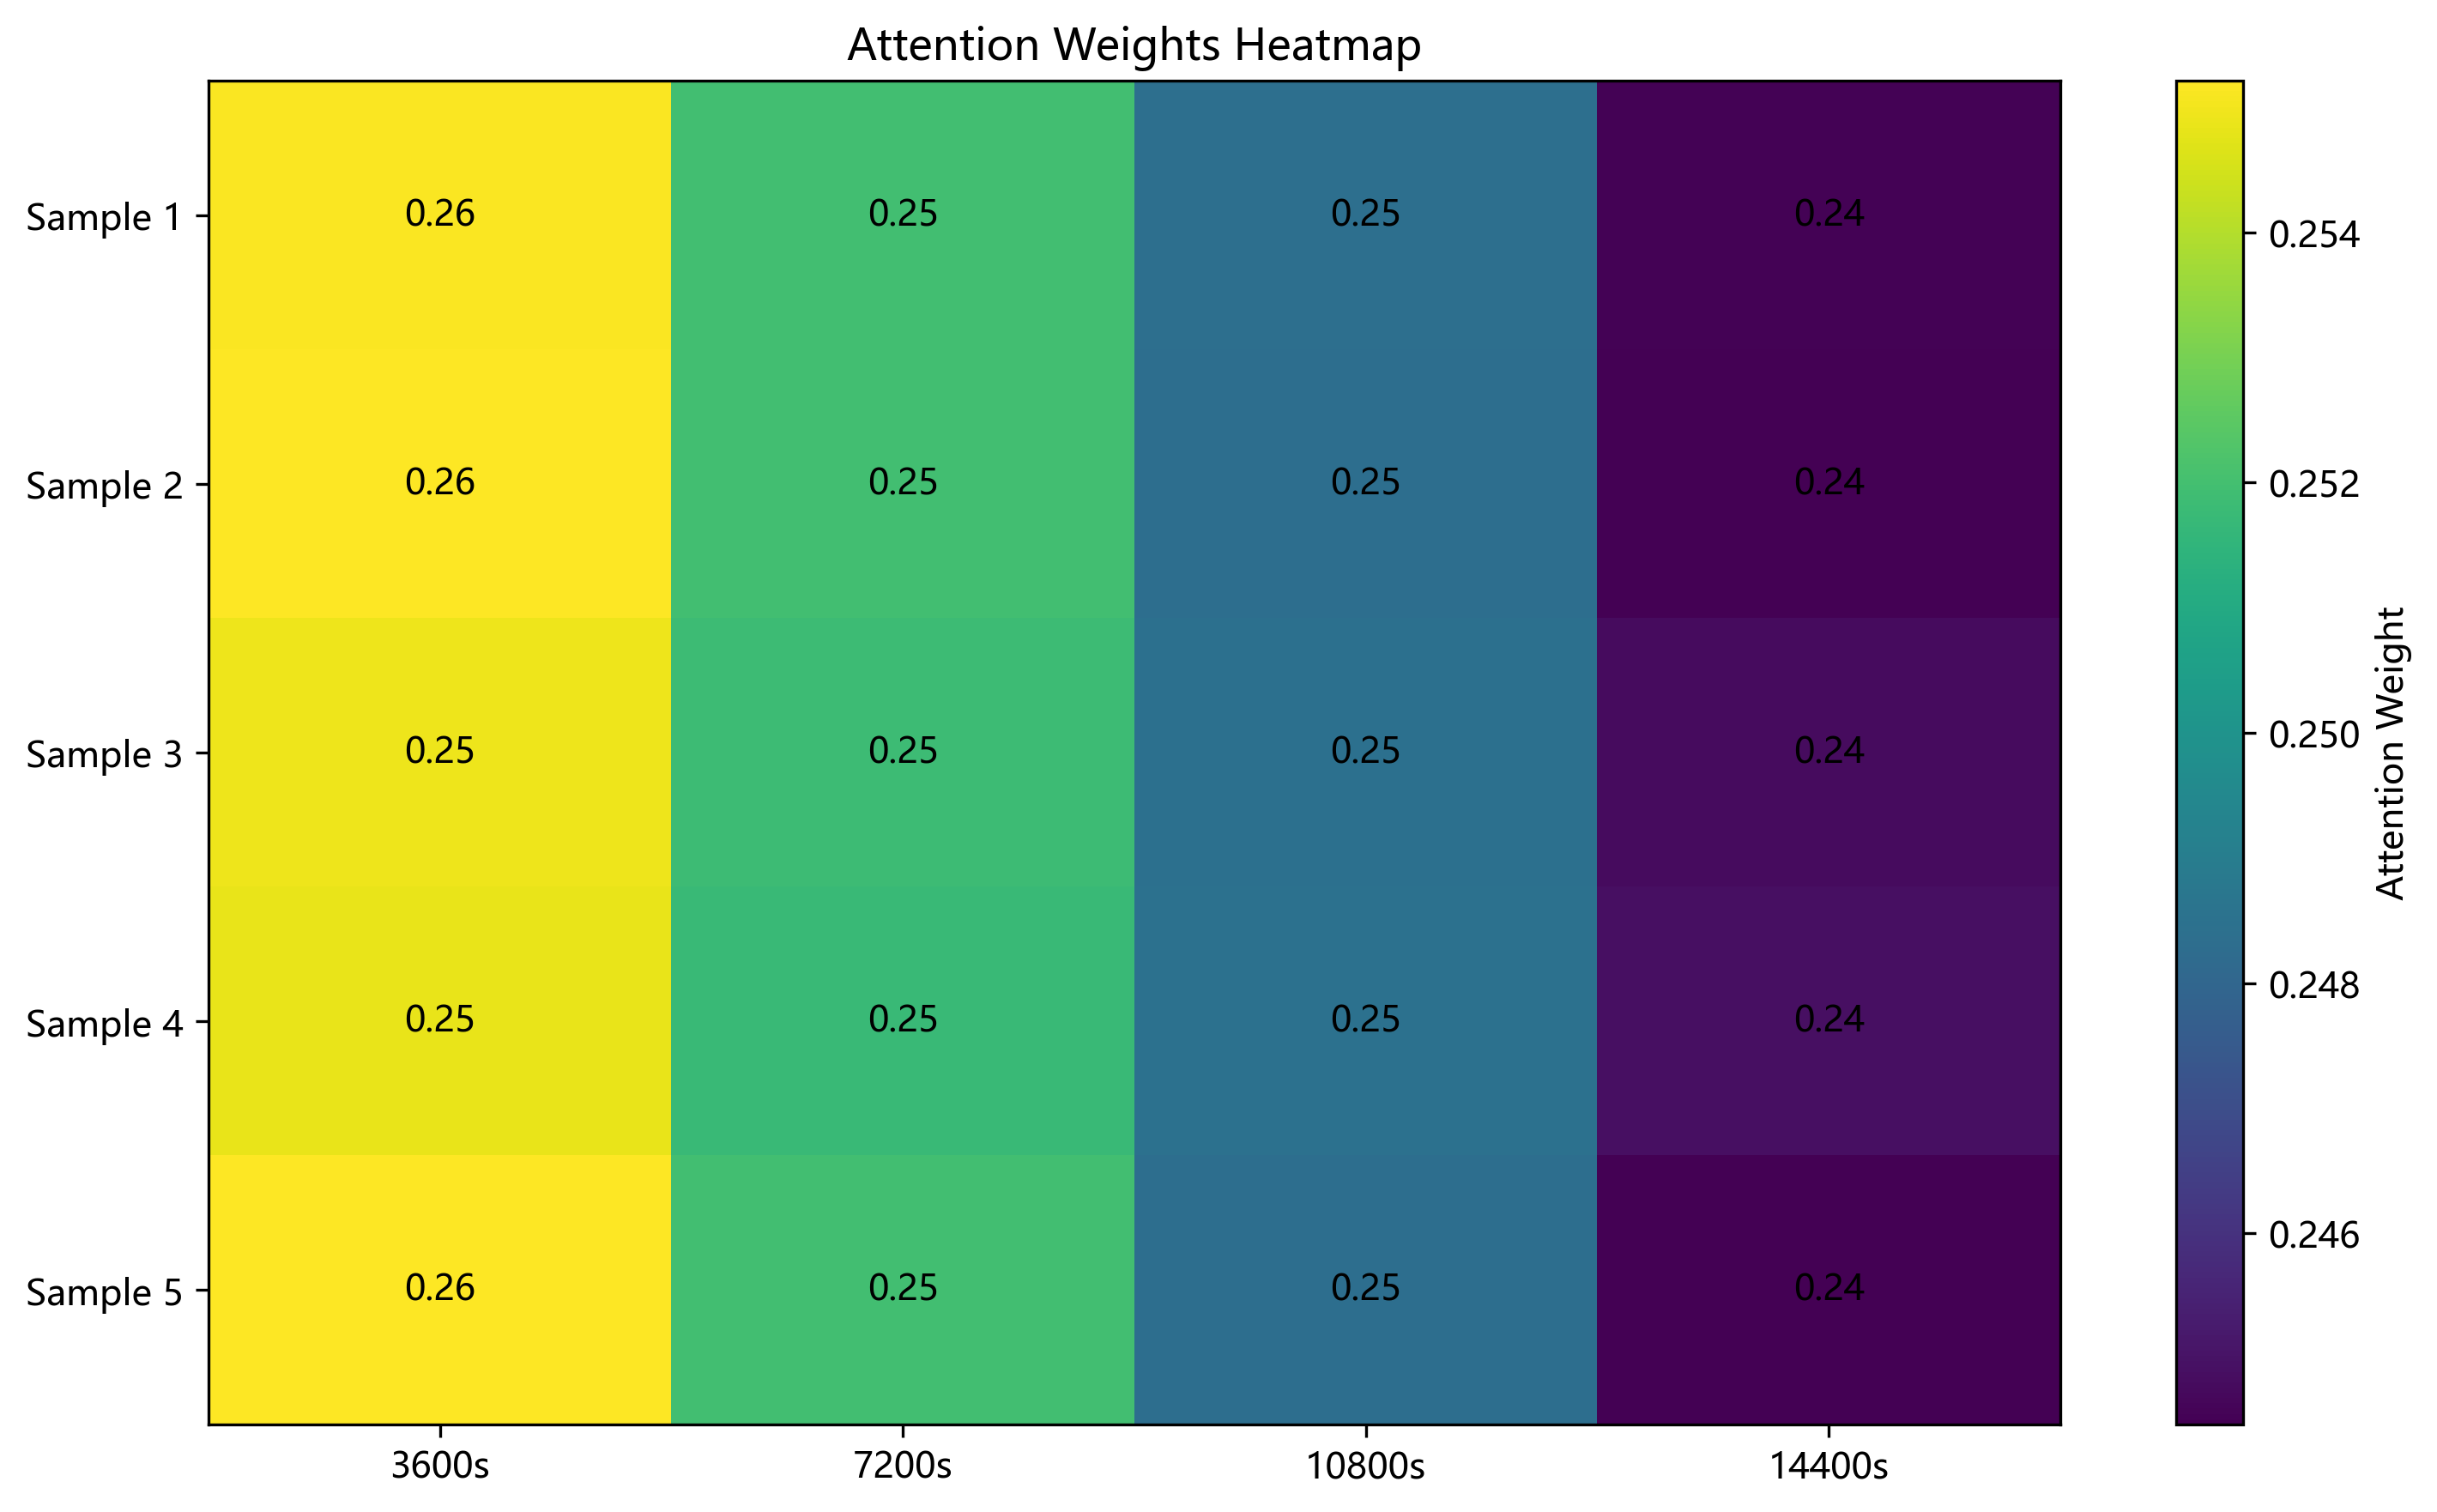 Attention Weights Heatmap
Sample 1 0.26 0.25 0.25 0.24
Sample 2 0.26 0.25 0.25 0.24
Sample 3 0.25 0.25 0.25 0.24
Sample 4 0.25 0.25 0.25 0.24
Sample 5 0.26 0.25 0.25 0.24
3600s 7200s 10800s 14400s
0.254
0.252
0.250
0.248
0.246
Attention Weight